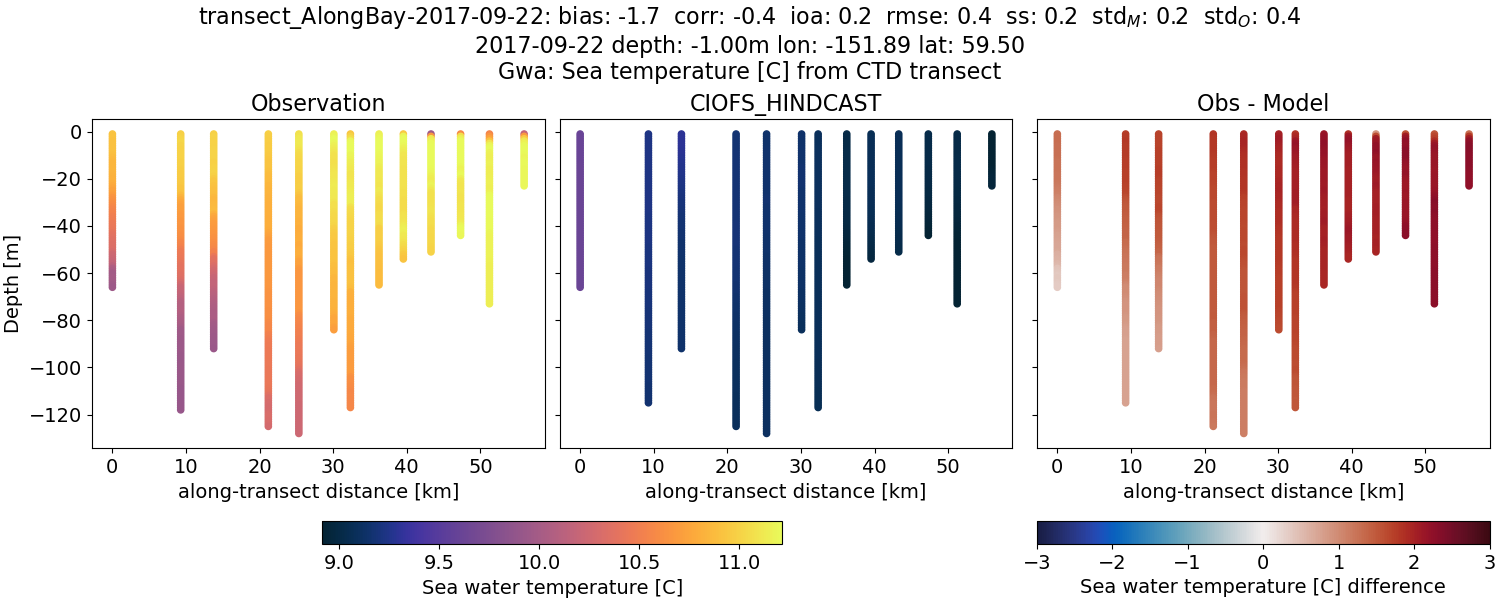 transect_AlongBay-2017-09-22: bias: -1.7 corr: -0.4 ioa: 0.2 rmse: 0.4 ss: 0.2 std_M: 0.2 std_O: 0.4
2017-09-22 depth: -1.00m lon: -151.89 lat: 59.50
Gwa: Sea temperature [C] from CTD transect
Observation
CIOFS_HINDCAST
Obs - Model
Depth [m]
0
−20
−40
−60
−80
−100
−120
0 10 20 30 40 50
0 10 20 30 40 50
0 10 20 30 40 50
along-transect distance [km]
along-transect distance [km]
along-transect distance [km]
9.0 9.5 10.0 10.5 11.0
Sea water temperature [C]
−3 −2 −1 0 1 2 3
Sea water temperature [C] difference